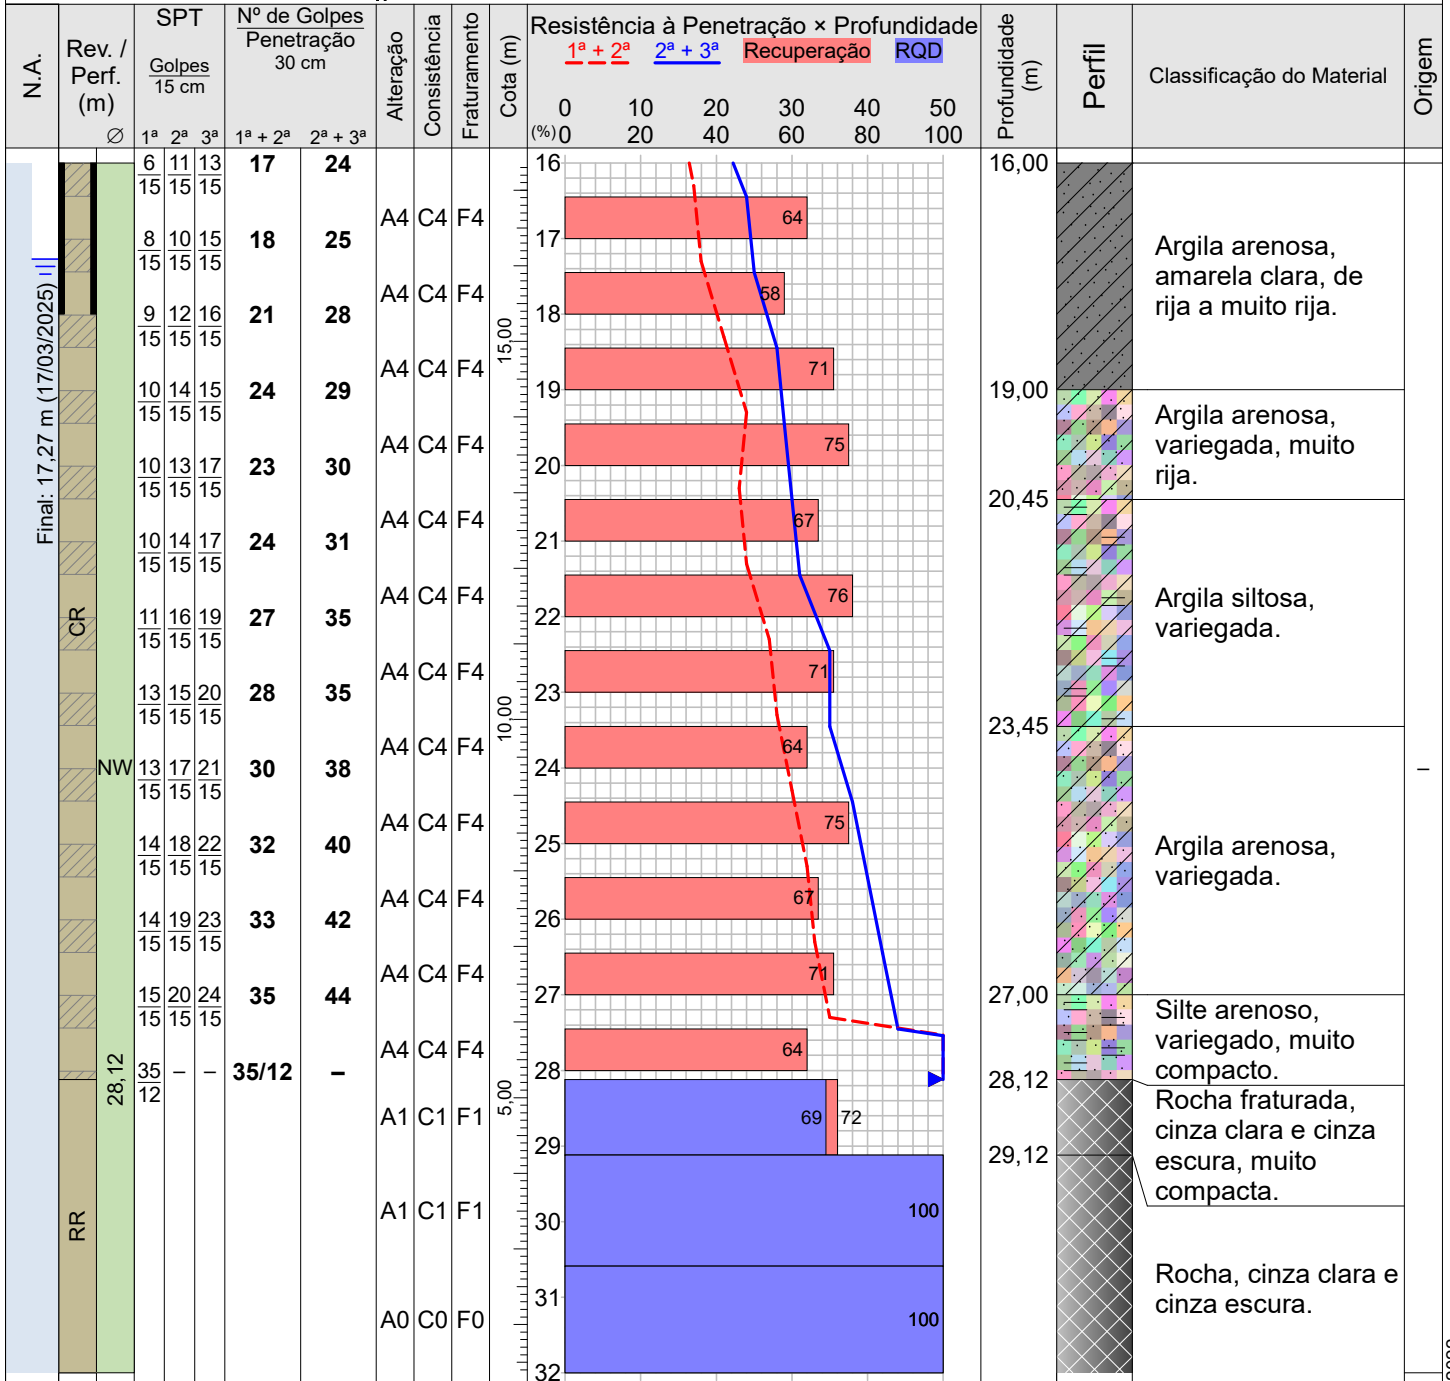 N.A.
Rev. /
Perf.
(m)
∅
SPT
Golpes
15 cm
1ª 2ª 3ª
Nº de Golpes
Penetração
30 cm
1ª + 2ª 2ª + 3ª
Alteração
Consistência
Fraturamento
Cota (m)
Resistência à Penetração × Profundidade
1ª + 2ª 2ª + 3ª Recuperação RQD
0 10 20 30 40 50
(%) 0 20 40 60 80 100
Profundidade
(m)
Perfil
Classificação do Material
Origem
Final: 17,27 m (17/03/2025)
CR
RR
NW
28,12
6 11 13 17 24
15 15 15
8 10 15 18 25
15 15 15
9 12 16 21 28
15 15 15
10 14 15 24 29
15 15 15
10 13 17 23 30
15 15 15
10 14 17 24 31
15 15 15
11 16 19 27 35
15 15 15
13 15 20 28 35
15 15 15
13 17 21 30 38
15 15 15
14 18 22 32 40
15 15 15
14 19 23 33 42
15 15 15
15 20 24 35 44
15 15 15
35 – – 35/12 –
12
A4 C4 F4
A4 C4 F4
A4 C4 F4
A4 C4 F4
A4 C4 F4
A4 C4 F4
A4 C4 F4
A4 C4 F4
A4 C4 F4
A4 C4 F4
A4 C4 F4
A4 C4 F4
A1 C1 F1
A1 C1 F1
A0 C0 F0
15,00
10,00
5,00
16
64
17
58
18
71
19
75
20
67
21
76
22
71
23
64
24
75
25
67
26
71
27
64
28
69 72
29
100
30
31
100
32
16,00
19,00
20,45
23,45
27,00
28,12
29,12
Argila arenosa,
amarela clara, de
rija a muito rija.
Argila arenosa,
variegada, muito
rija.
Argila siltosa,
variegada.
Argila arenosa,
variegada.
Silte arenoso,
variegado, muito
compacto.
Rocha fraturada,
cinza clara e cinza
escura, muito
compacta.
Rocha, cinza clara e
cinza escura.
–